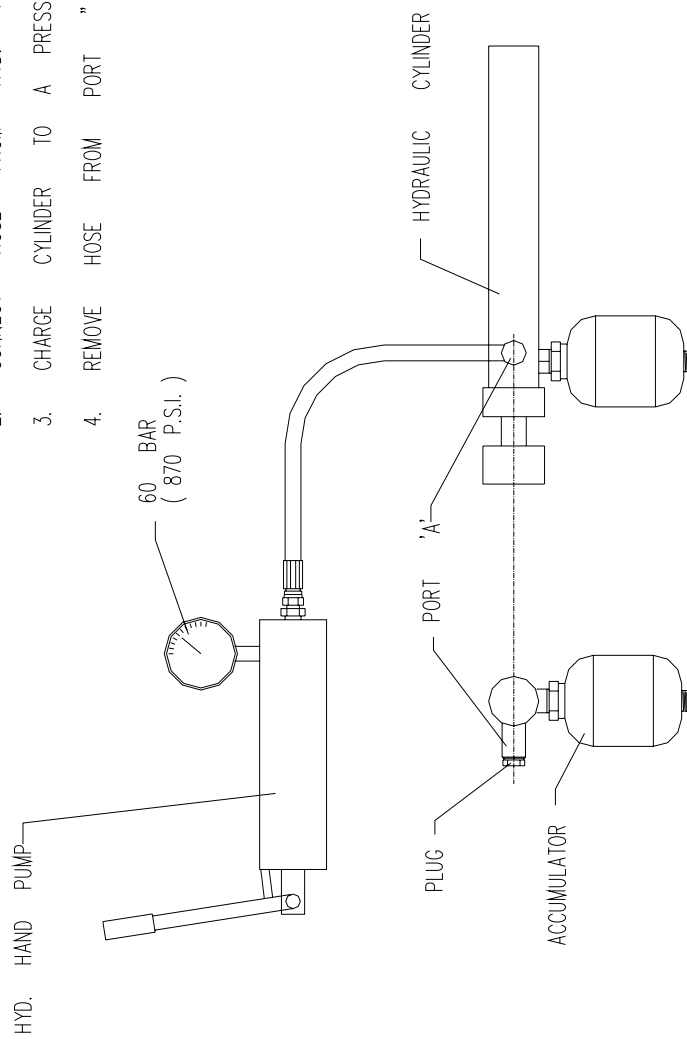 3. CHARGE CYLINDER TO A PRESS
4. REMOVE HOSE FROM PORT "
60 BAR
( 870 P.S.I. )
HYD. HAND PUMP
HYDRAULIC CYLINDER
PORT 'A'
PLUG
ACCUMULATOR